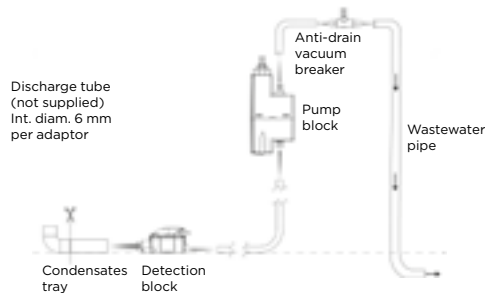 Anti-drain
vacuum
breaker
Discharge tube
(not supplied)
Int. diam. 6 mm
per adaptor
Pump
block
Wastewater
pipe
Condensates
tray
Detection
block